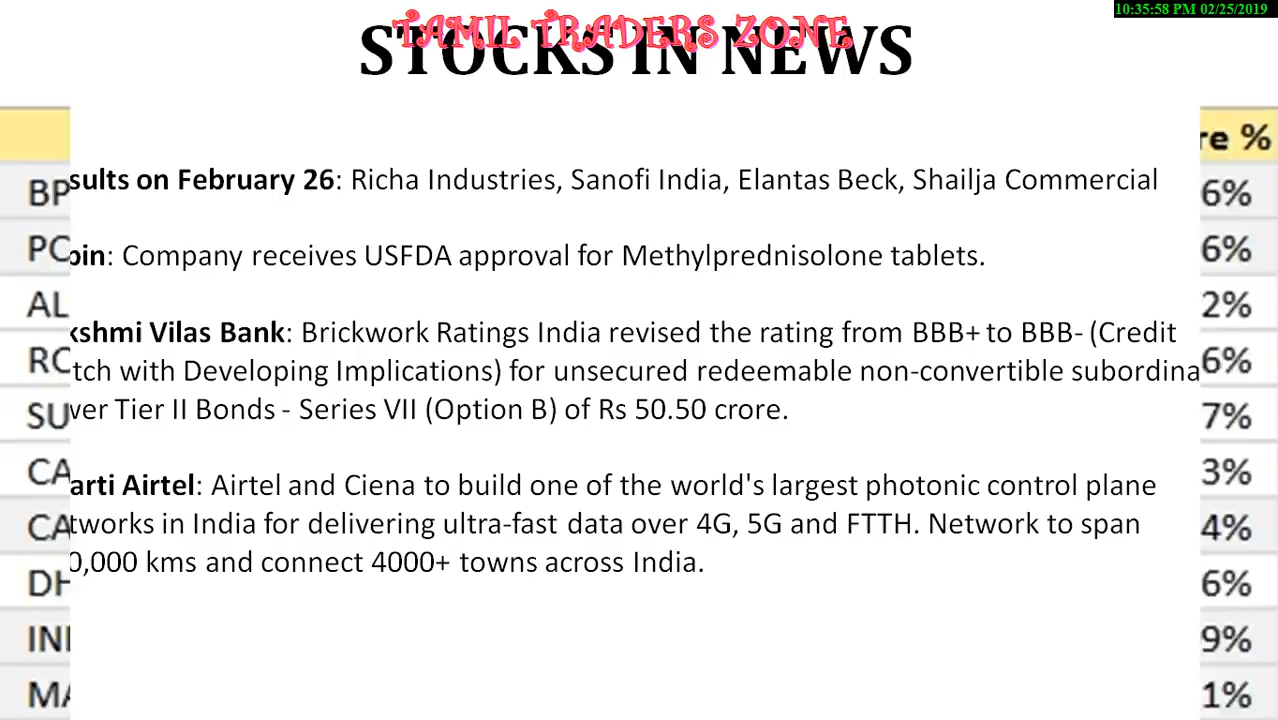 10:35:58 PM 02/25/2019
TAMIL TRADERS ZONE
STOCKS IN NEWS
re %
sults on February 26: Richa Industries, Sanofi India, Elantas Beck, Shailja Commercial
BP 6%
PC 6%
pin: Company receives USFDA approval for Methylprednisolone tablets.
AL 2%
kshmi Vilas Bank: Brickwork Ratings India revised the rating from BBB+ to BBB- (Credit
RC 6%
tch with Developing Implications) for unsecured redeemable non-convertible subordina
wer Tier II Bonds - Series VII (Option B) of Rs 50.50 crore.
SU 7%
CA 3%
arti Airtel: Airtel and Ciena to build one of the world's largest photonic control plane
tworks in India for delivering ultra-fast data over 4G, 5G and FTTH. Network to span
CA 4%
0,000 kms and connect 4000+ towns across India.
DH 6%
IN 9%
MA 1%